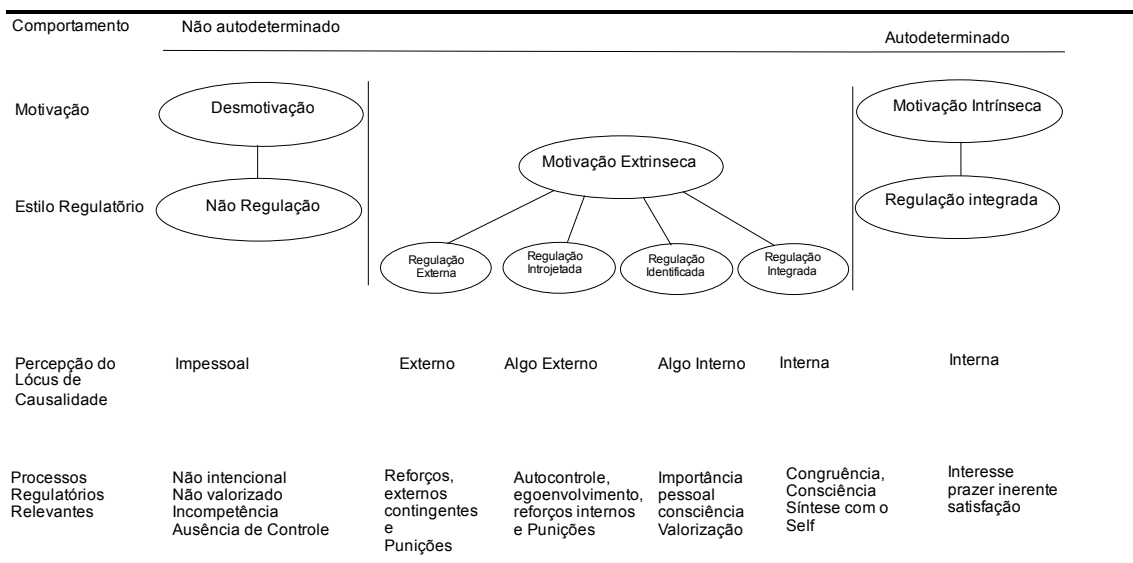 Comportamento
Não autodeterminado
Autodeterminado
Motivação
Desmotivação
Motivação Intrínseca
Motivação Extrinseca
Estilo Regulatõrio
Não Regulação
Regulação integrada
Regulação
Externa
Regulação
Introjetada
Regulação
Identificada
Regulação
Integrada
Percepção do
Lócus de
Causalidade
Impessoal
Externo
Algo Externo
Algo Interno
Interna
Interna
Processos
Regulatórios
Relevantes
Não intencional
Não valorizado
Incompetência
Ausência de Controle
Reforços,
externos
contingentes
e
Punições
Autocontrole,
egoenvolvimento,
reforços internos
e Punições
Importância
pessoal
consciência
Valorização
Congruência,
Consciência
Síntese com o
Self
Interesse
prazer inerente
satisfação